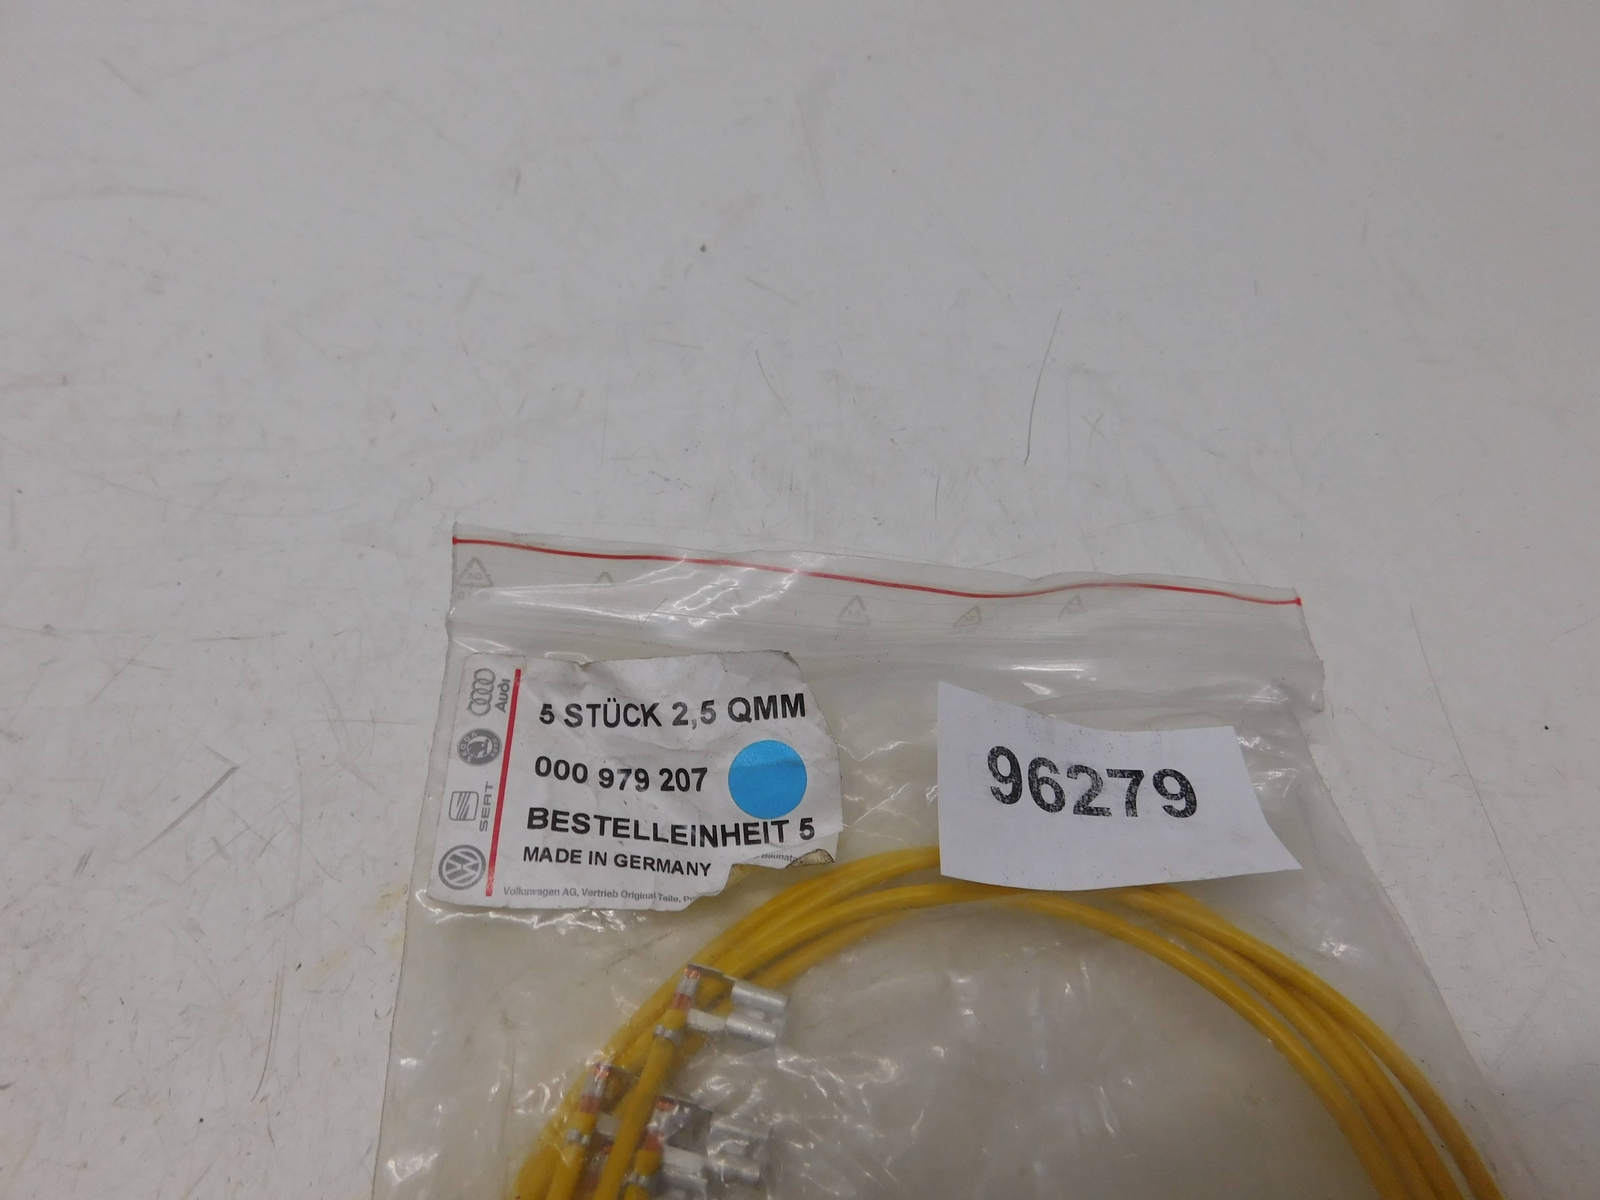 Audi
SKODA
SEAT
5 STÜCK 2,5 QMM
000 979 207
BESTELLEINHEIT 5
MADE IN GERMANY
Volkswagen AG, Vertrieb Original Teile,
96279